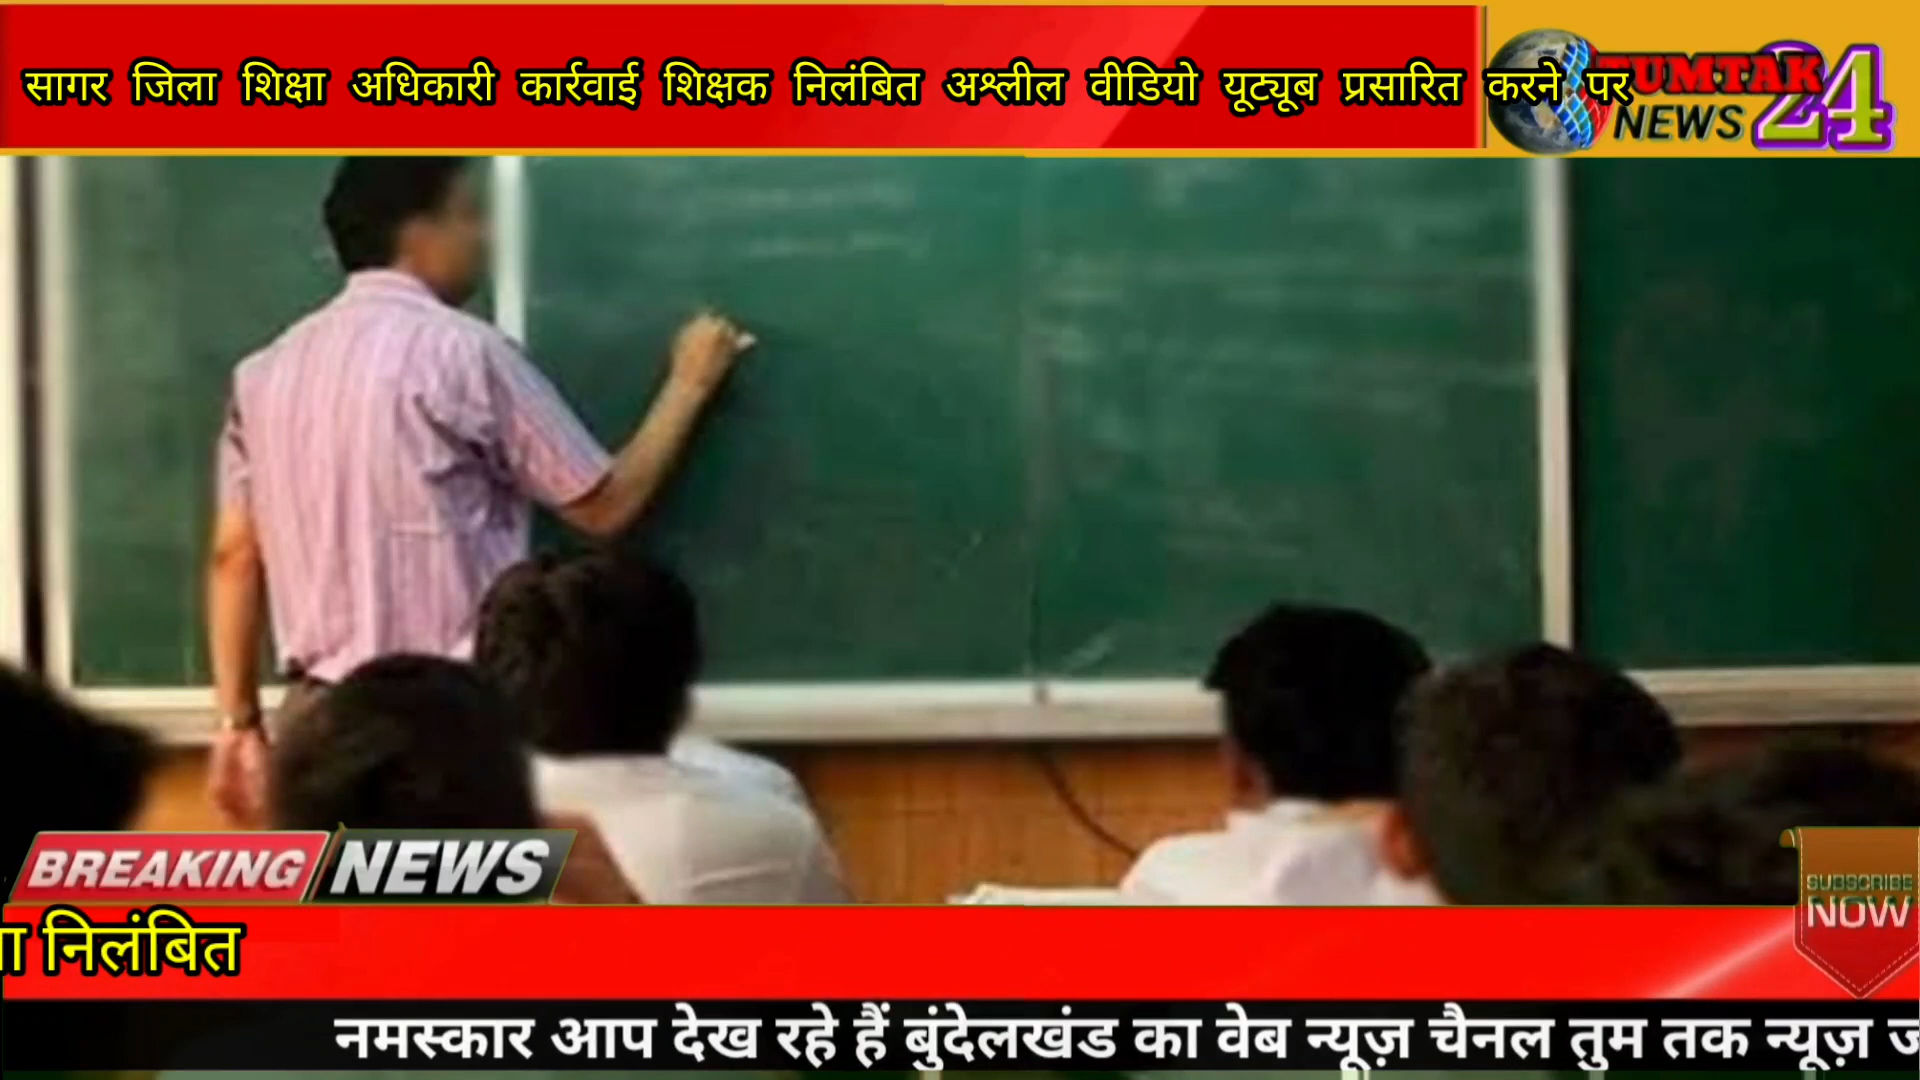 सागर जिला शिक्षा अधिकारी कार्रवाई शिक्षक निलंबित अश्लील वीडियो यूट्यूब प्रसारित करने पर
TUMTAK
NEWS 24
BREAKING NEWS
SUBSCRIBE
NOW
निलंबित
नमस्कार आप देख रहे हैं बुंदेलखंड का वेब न्यूज़ चैनल तुम तक न्यूज़